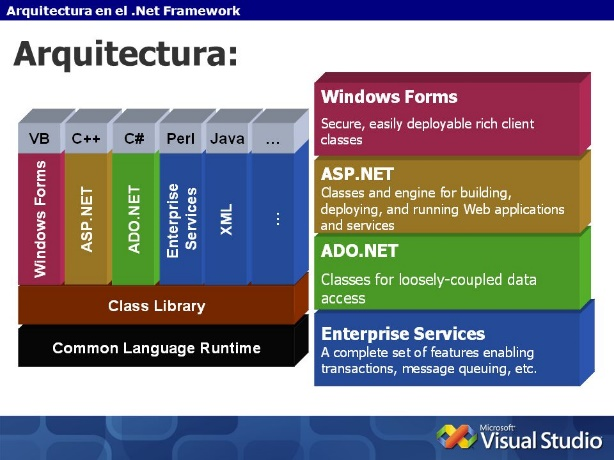 Arquitectura en el .Net Framework
Arquitectura:
VB
C++
C#
Perl
Java
...
Windows Forms
ASP.NET
ADO.NET
Enterprise
Services
XML
...
Class Library
Common Language Runtime
Windows Forms
Secure, easily deployable rich client
classes
ASP.NET
Classes and engine for building,
deploying, and running Web applications
and services
ADO.NET
Classes for loosely-coupled data
access
Enterprise Services
A complete set of features enabling
transactions, message queuing, etc.
Microsoft
Visual Studio